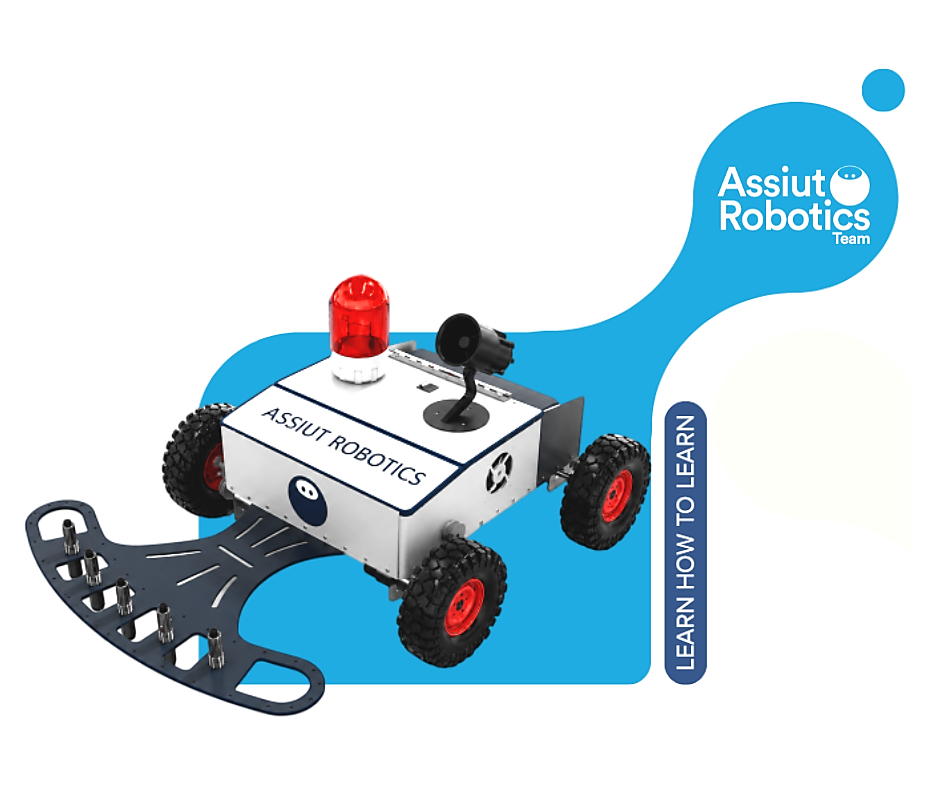 Assiut
Robotics
Team
ASSIUT ROBOTICS
LEARN HOW TO LEARN